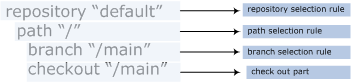 repository “default”
repository selection rule
path “/”
path selection rule
branch “/main”
branch selection rule
checkout “/main”
check out part